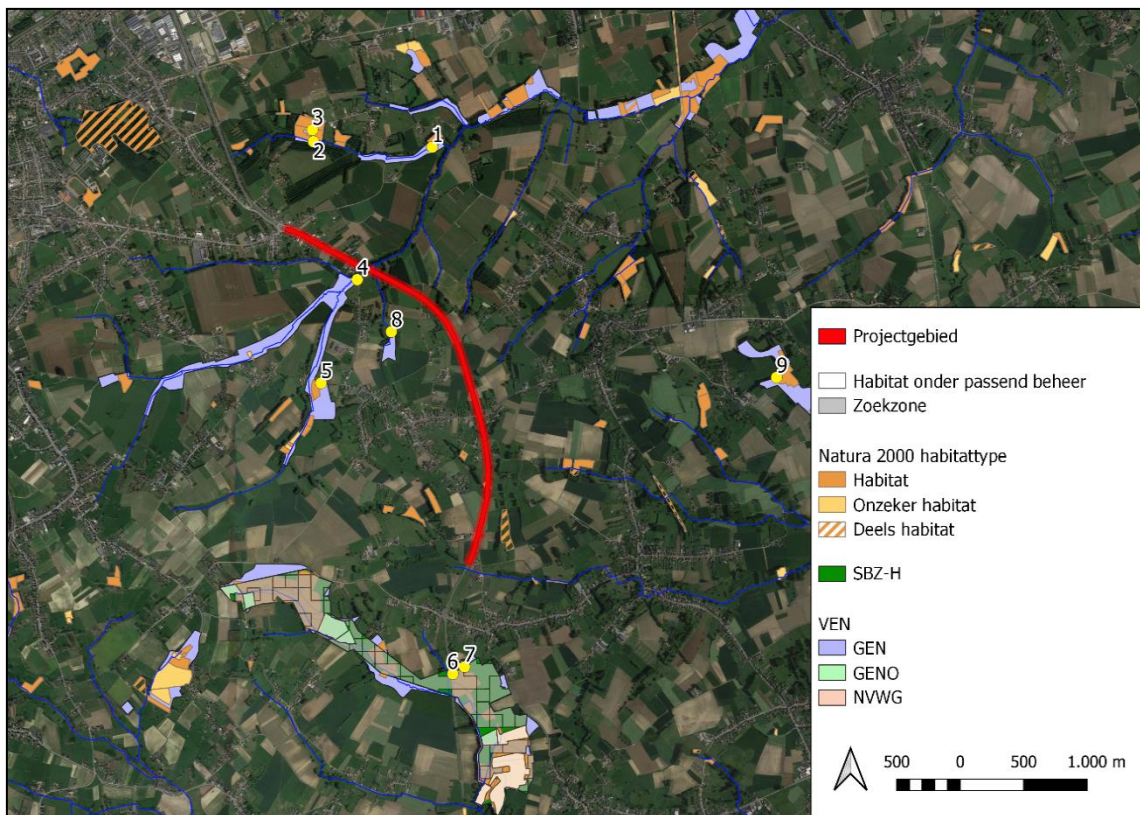 3
2
1
4
8
5
9
6
7
Projectgebied
Habitat onder passend beheer
Zoekzone
Natura 2000 habitattype
Habitat
Onzeker habitat
Deels habitat
SBZ-H
VEN
GEN
GENO
NVWG
500 0 500 1.000 m